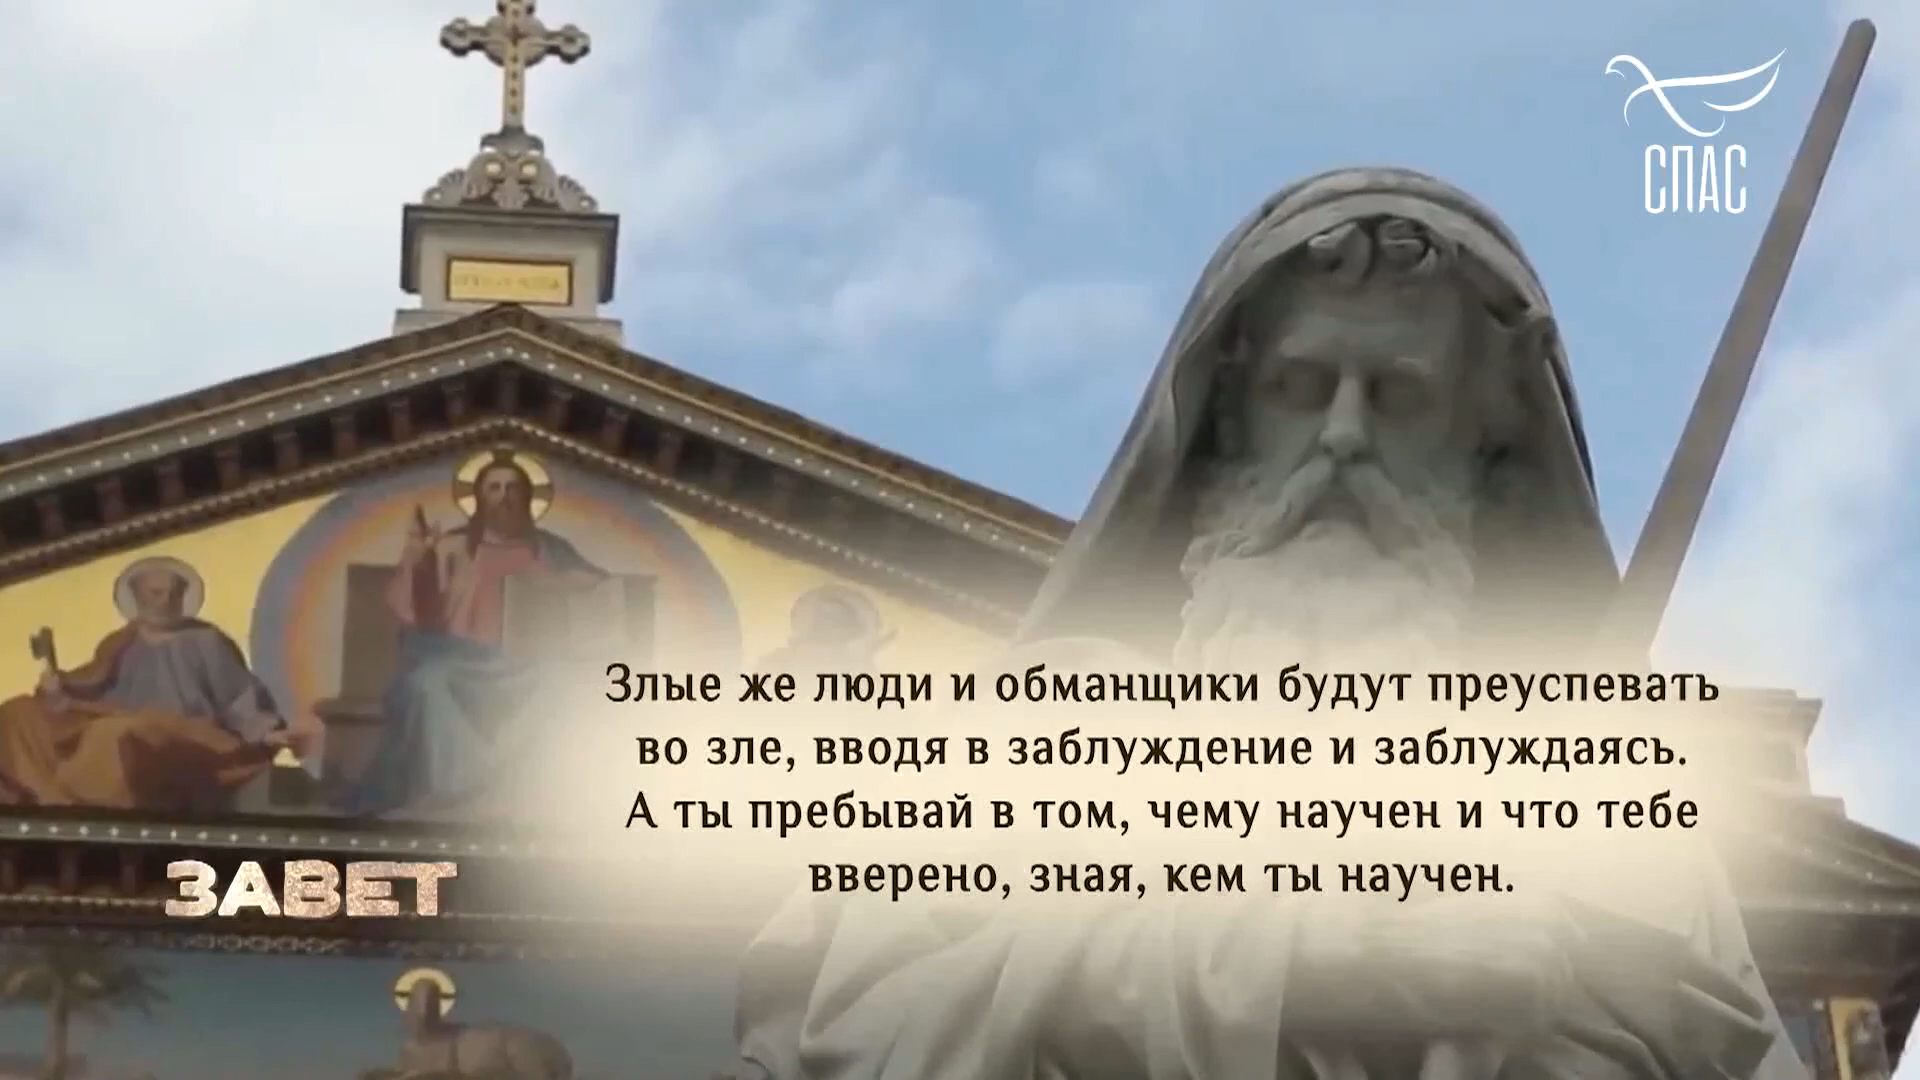 СПАС
Злые же люди и обманщики будут преуспевать
во зле, вводя в заблуждение и заблуждаясь.
А ты пребывай в том, чему научен и что тебе
вверено, зная, кем ты научен.
ЗАВЕТ